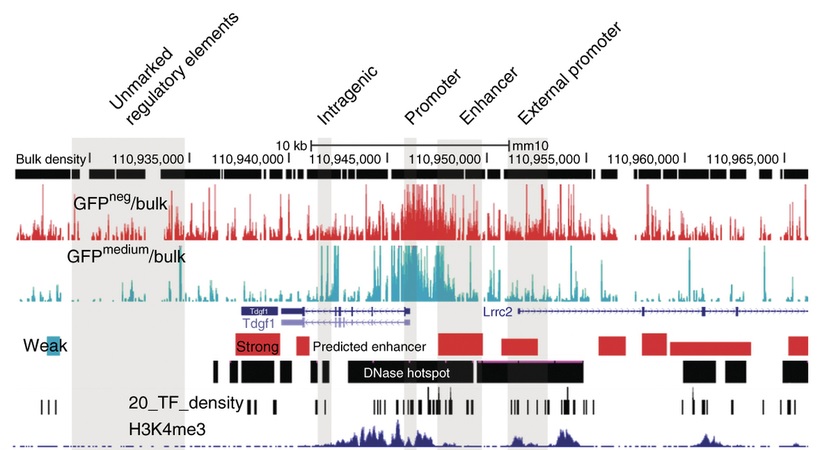 Unmarked
regulatory elements
Intragenic
Promoter
Enhancer
External promoter
10 kb mm10
Bulk density 110,935,000 110,940,000 110,945,000 110,950,000 110,955,000 110,960,000 110,965,000
GFPneg/bulk
GFPmedium/bulk
Tdgf1
Tdgf1
Lrrc2
Weak Strong Predicted enhancer
DNase hotspot
20_TF_density
H3K4me3